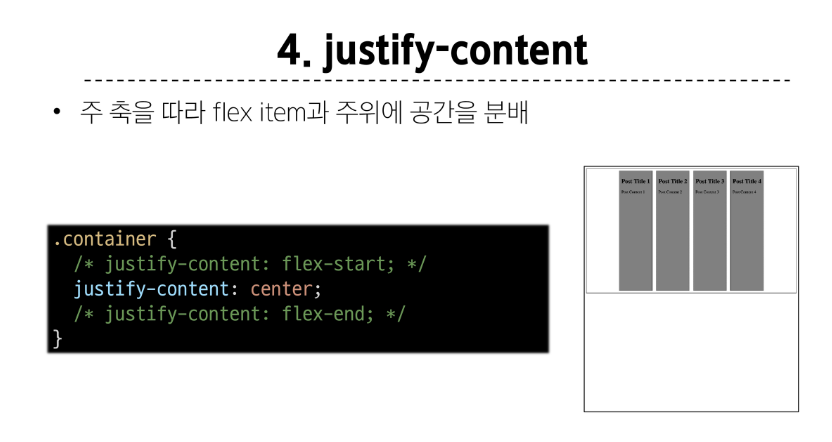 4. justify-content
• 주 축을 따라 flex item과 주위에 공간을 분배
.container {
/* justify-content: flex-start; */
justify-content: center;
/* justify-content: flex-end; */
}
Post Title 1 Post Title 2 Post Title 3 Post Title 4
Post Content 1 Post Content 2 Post Content 3 Post Content 4